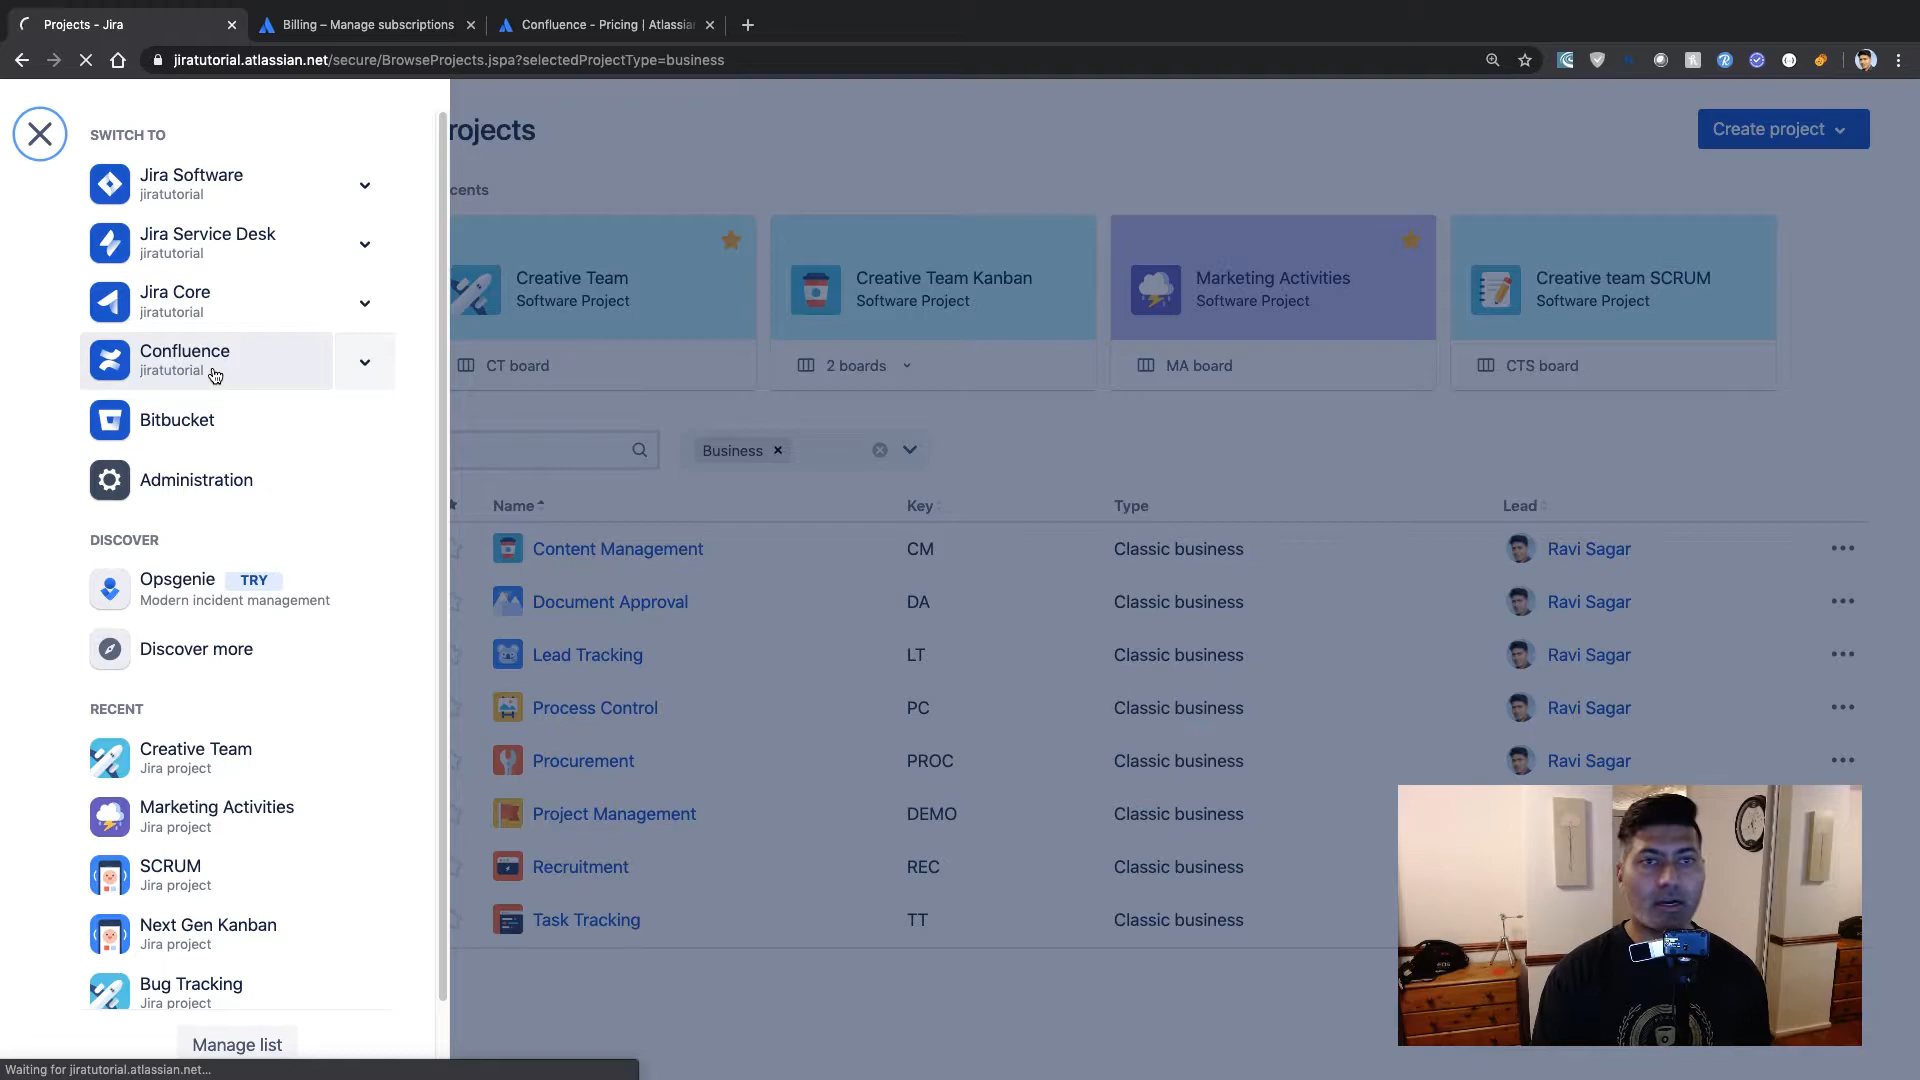 Projects - Jira
Billing – Manage subscriptions
Confluence - Pricing | Atlassian
jiratutorial.atlassian.net/secure/BrowseProjects.jspa?selectedProjectType=business
SWITCH TO
Jira Software
jiratutorial
Jira Service Desk
jiratutorial
Jira Core
jiratutorial
Confluence
jiratutorial
Bitbucket
Administration
DISCOVER
Opsgenie TRY
Modern incident management
Discover more
RECENT
Creative Team
Jira project
Marketing Activities
Jira project
SCRUM
Jira project
Next Gen Kanban
Jira project
Bug Tracking
Jira project
Manage list
Waiting for jiratutorial.atlassian.net...
rojects
Create project
cents
Creative Team
Software Project
CT board
Creative Team Kanban
Software Project
2 boards
Marketing Activities
Software Project
MA board
Creative team SCRUM
Software Project
CTS board
Business
Name Key Type Lead
Content Management CM Classic business Ravi Sagar
Document Approval DA Classic business Ravi Sagar
Lead Tracking LT Classic business Ravi Sagar
Process Control PC Classic business Ravi Sagar
Procurement PROC Classic business Ravi Sagar
Project Management DEMO Classic business
Recruitment REC Classic business
Task Tracking TT Classic business